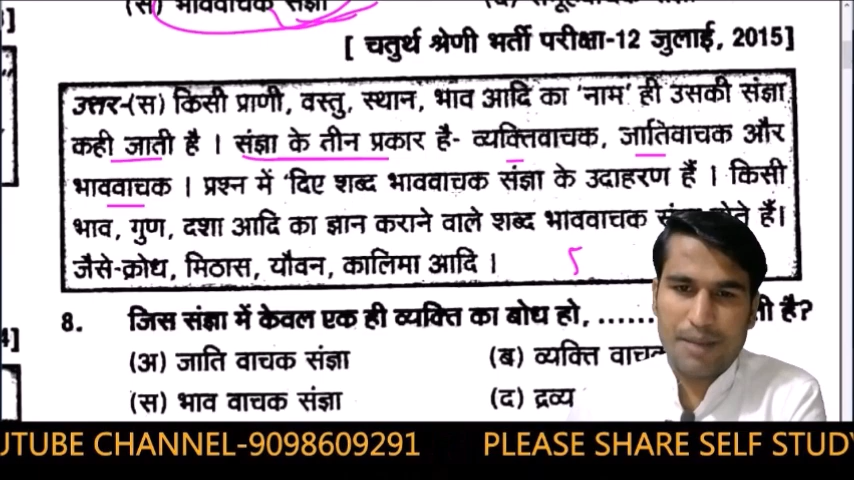 (स) भाववाचक संज्ञा
[ चतुर्थ श्रेणी भर्ती परीक्षा-12 जुलाई, 2015]
उत्तर-(स) किसी प्राणी, वस्तु, स्थान, भाव आदि का 'नाम' ही उसकी संज्ञा
कही जाती है । संज्ञा के तीन प्रकार है- व्यक्तिवाचक, जातिवाचक और
भाववाचक । प्रश्न में 'दिए शब्द भाववाचक संज्ञा के उदाहरण हैं । किसी
भाव, गुण, दशा आदि का ज्ञान कराने वाले शब्द भाववाचक होते हैं।
जैसे-क्रोध, मिठास, यौवन, कालिमा आदि ।
8. जिस संज्ञा में केवल एक ही व्यक्ति का बोध हो, ...... है?
(अ) जाति वाचक संज्ञा (ब) व्यक्ति
(स) भाव वाचक संज्ञा (द) द्रव्य
UTUBE CHANNEL-9098609291 PLEASE SHARE SELF STUDY